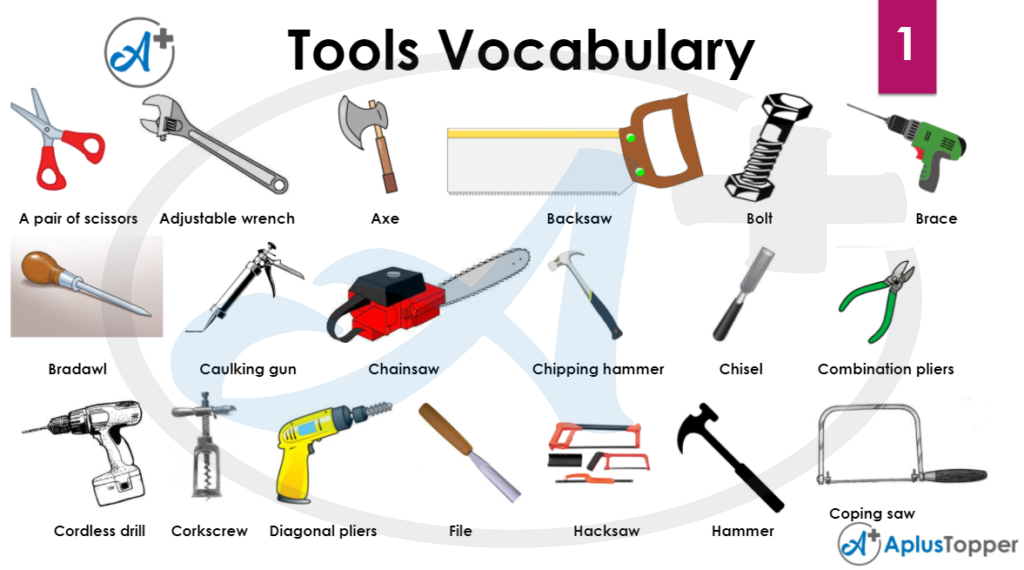 A+
Tools Vocabulary
1
A pair of scissors
Adjustable wrench
Axe
Backsaw
Bolt
Brace
Bradawl
Caulking gun
Chainsaw
Chipping hammer
Chisel
Combination pliers
Cordless drill
Corkscrew
Diagonal pliers
File
Hacksaw
Hammer
Coping saw
A+ AplusTopper